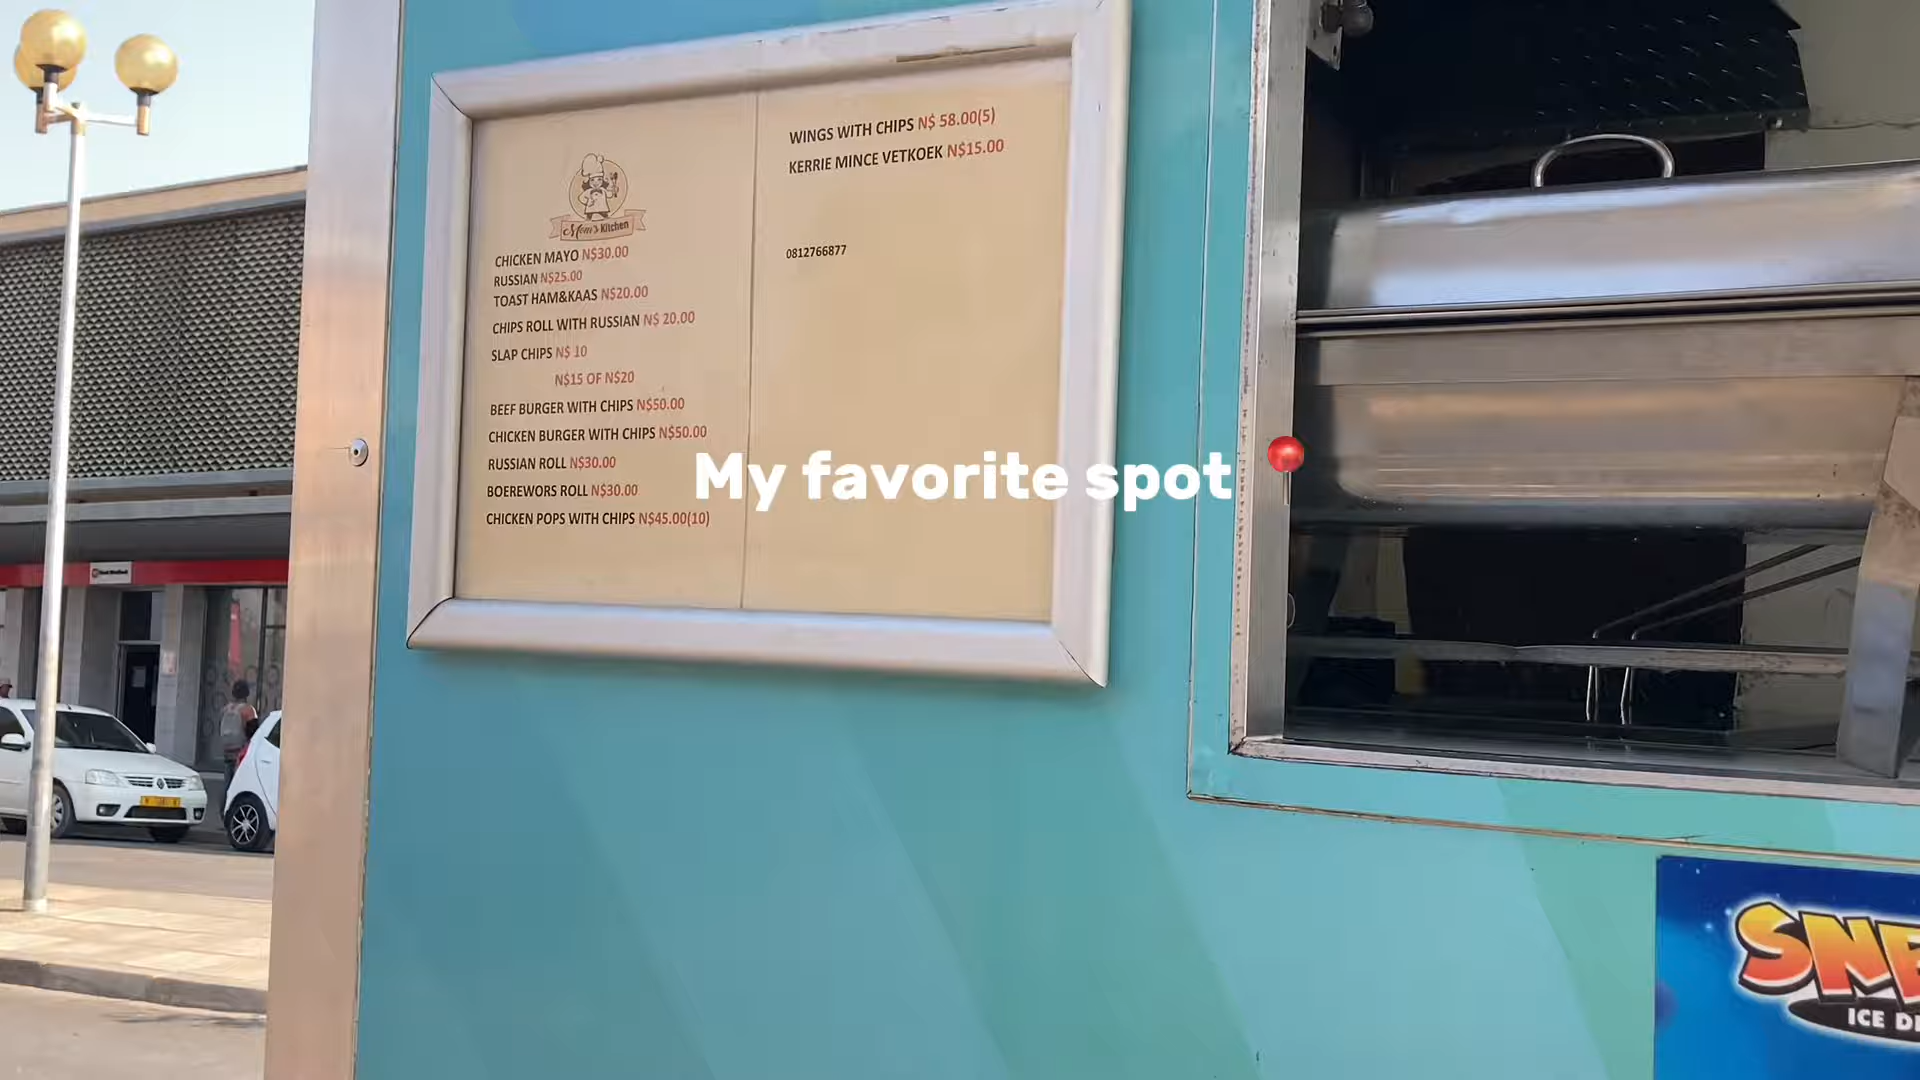 Mom's Kitchen
CHICKEN MAYO N$30.00
RUSSIAN N$25.00
TOAST HAM&KAAS N$20.00
CHIPS ROLL WITH RUSSIAN N$ 20.00
SLAP CHIPS N$ 10
N$15 OF N$20
BEEF BURGER WITH CHIPS N$50.00
CHICKEN BURGER WITH CHIPS N$50.00
RUSSIAN ROLL N$30.00
BOEREWORS ROLL N$30.00
CHICKEN POPS WITH CHIPS N$45.00(10)
WINGS WITH CHIPS N$ 58.00(5)
KERRIE MINCE VETKOEK N$15.00
0812766877
My favorite spot
ICE